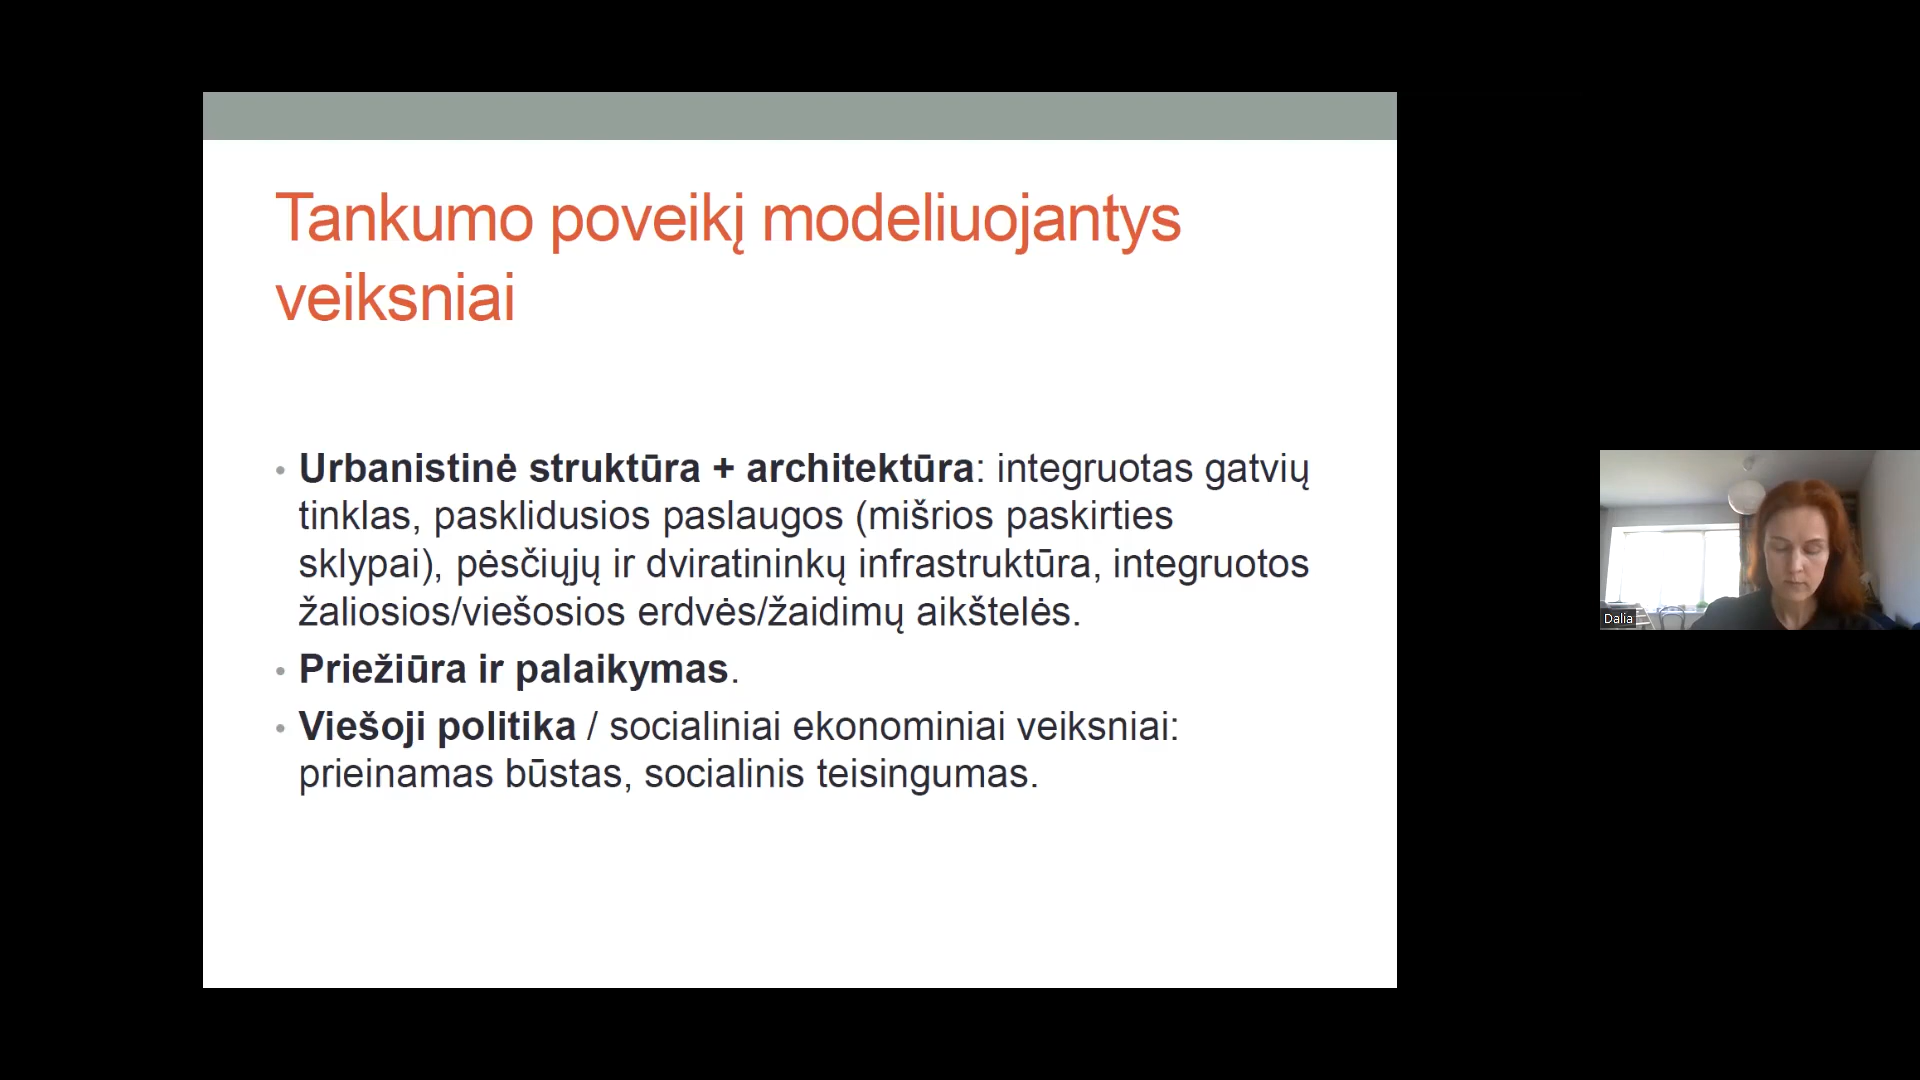 Tankumo poveikį modeliuojantys
veiksniai
• Urbanistinė struktūra + architektūra: integruotas gatvių
tinklas, pasklidusios paslaugos (mišrios paskirties
sklypai), pėsčiųjų ir dviratininkų infrastruktūra, integruotos
žaliosios/viešosios erdvės/žaidimų aikštelės.
• Priežiūra ir palaikymas.
• Viešoji politika / socialiniai ekonominiai veiksniai:
prieinamas būstas, socialinis teisingumas.
Dalia